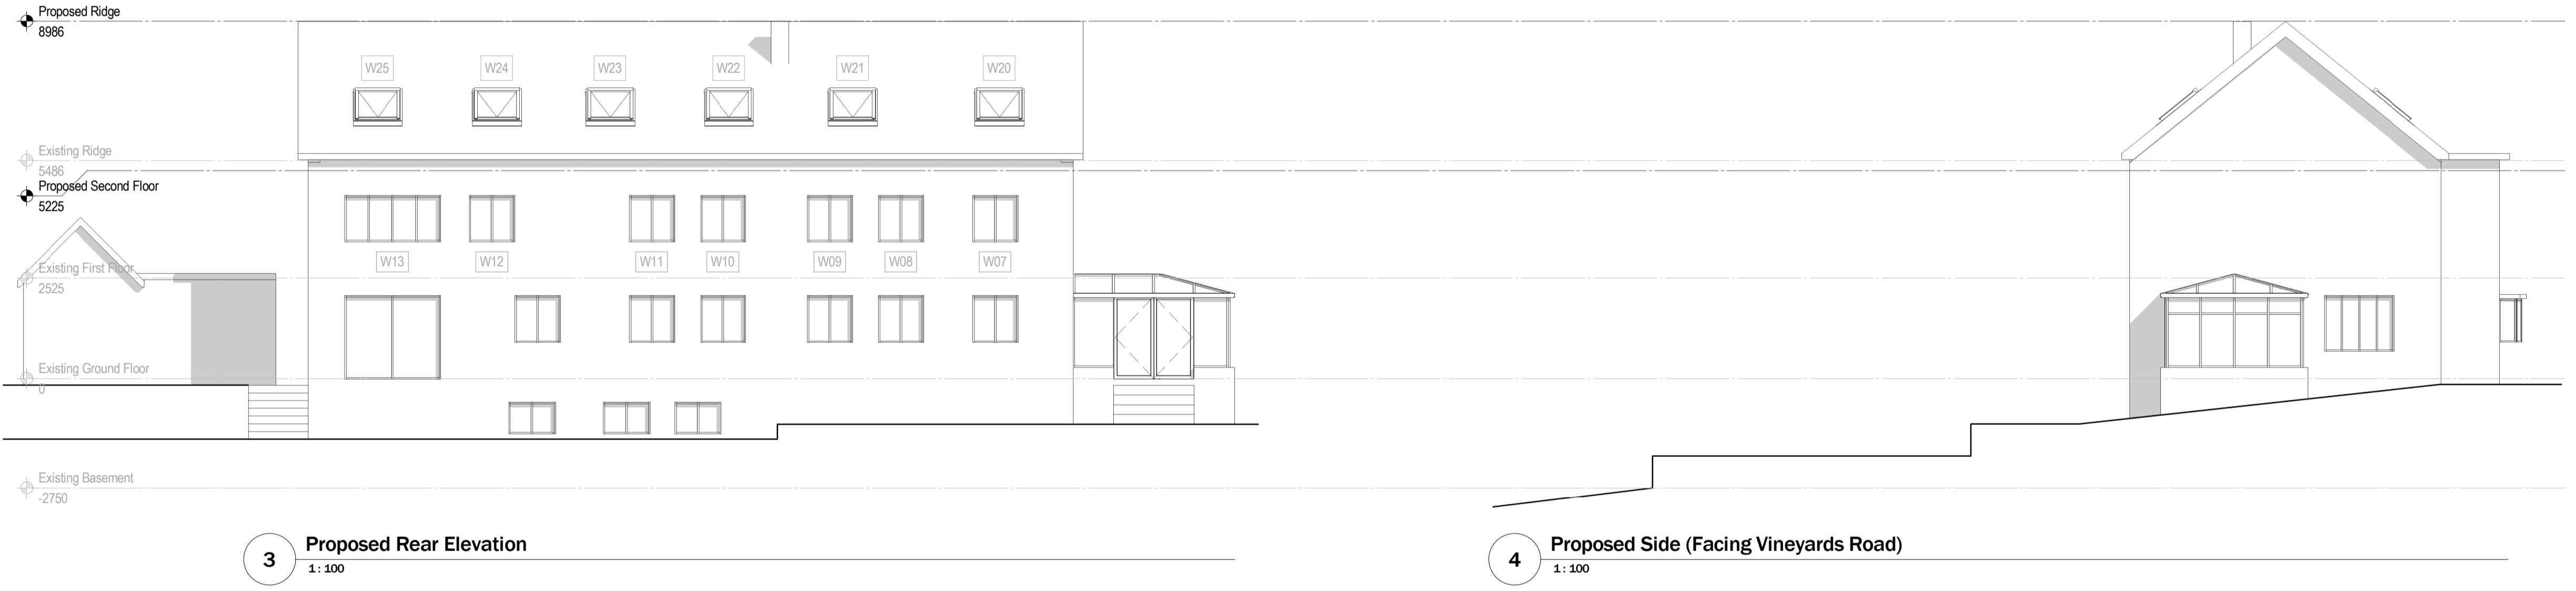 Proposed Ridge
8986
W25 W24 W23 W22 W21 W20
Existing Ridge
5486
Proposed Second Floor
5225
W13 W12 W11 W10 W09 W08 W07
Existing First Floor
2525
Existing Ground Floor
0
Existing Basement
-2750
3 Proposed Rear Elevation
1 : 100
4 Proposed Side (Facing Vineyards Road)
1 : 100